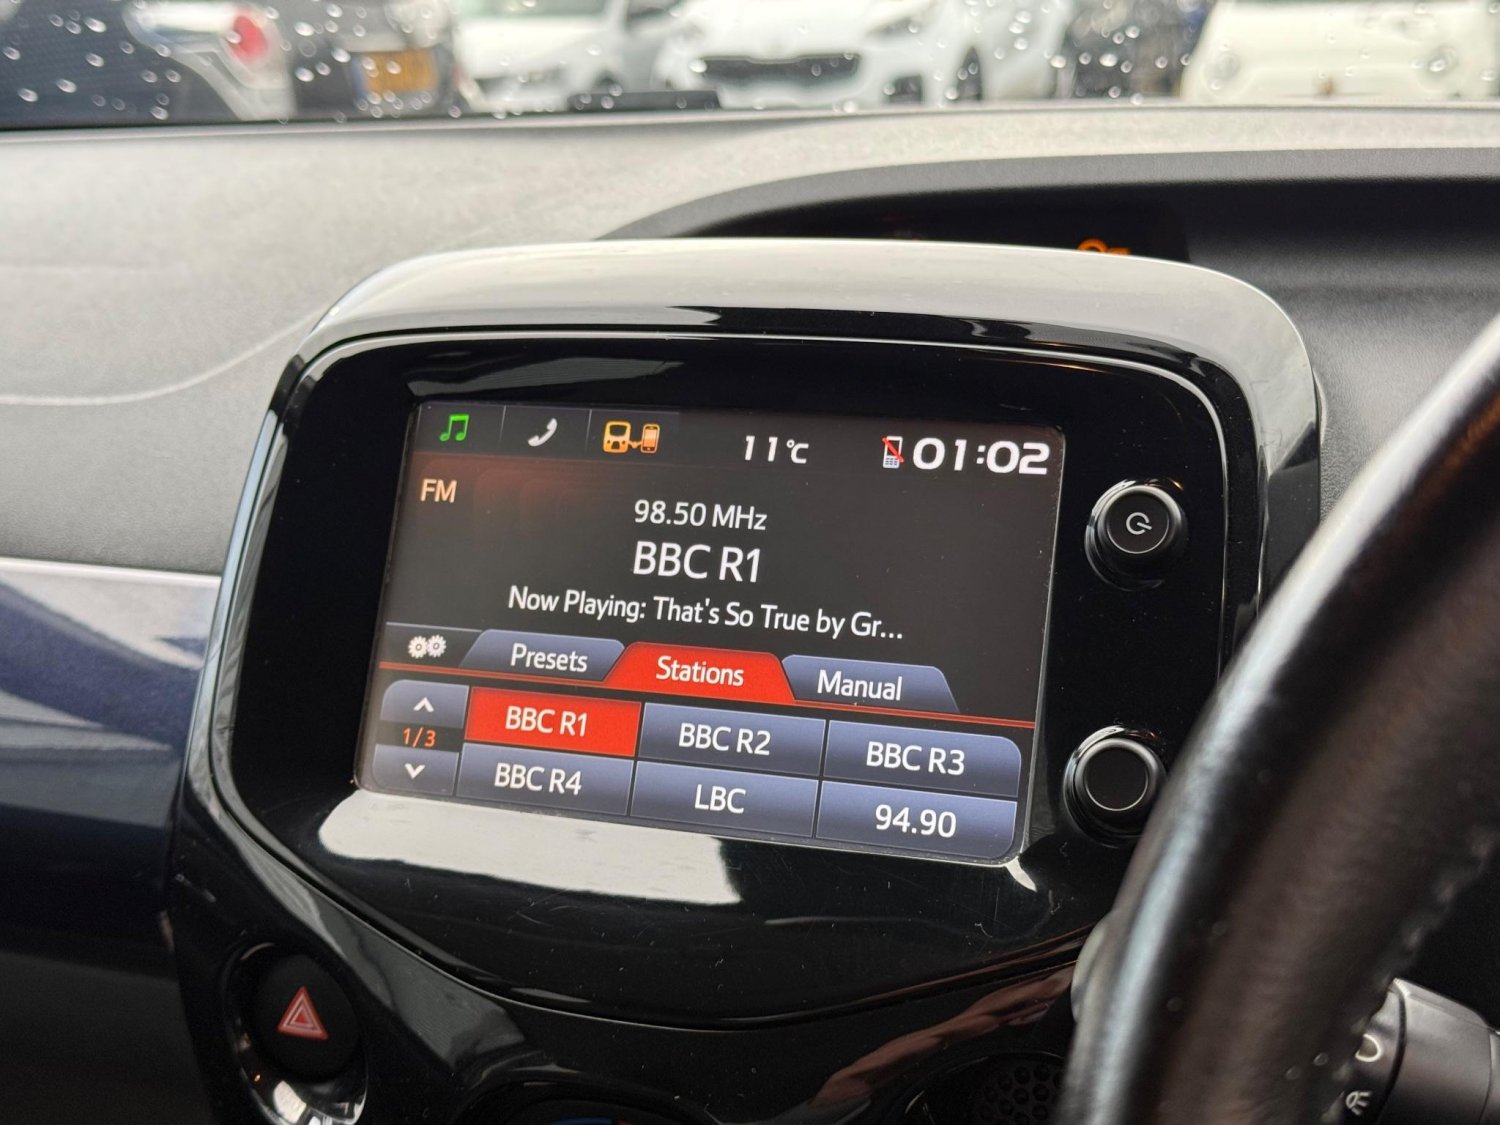 11°C
01:02
FM
98.50 MHz
BBC R1
Now Playing: That's So True by Gr...
Presets
Stations
Manual
1/3
BBC R1
BBC R2
BBC R3
BBC R4
LBC
94.90